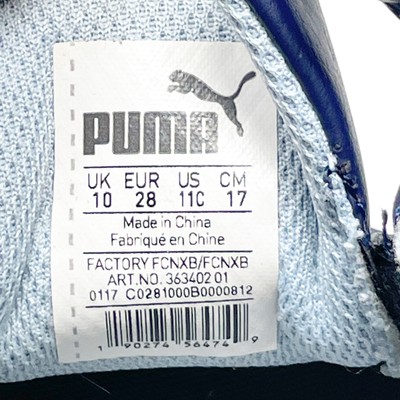 PUMA
UK EUR US CM
10 28 11C 17
Made in China
Fabriqué en Chine
FACTORY FCNXB/FCNXB
ART.NO. 363402 01
0117 C0281000B0000812
1 90274 56474 9